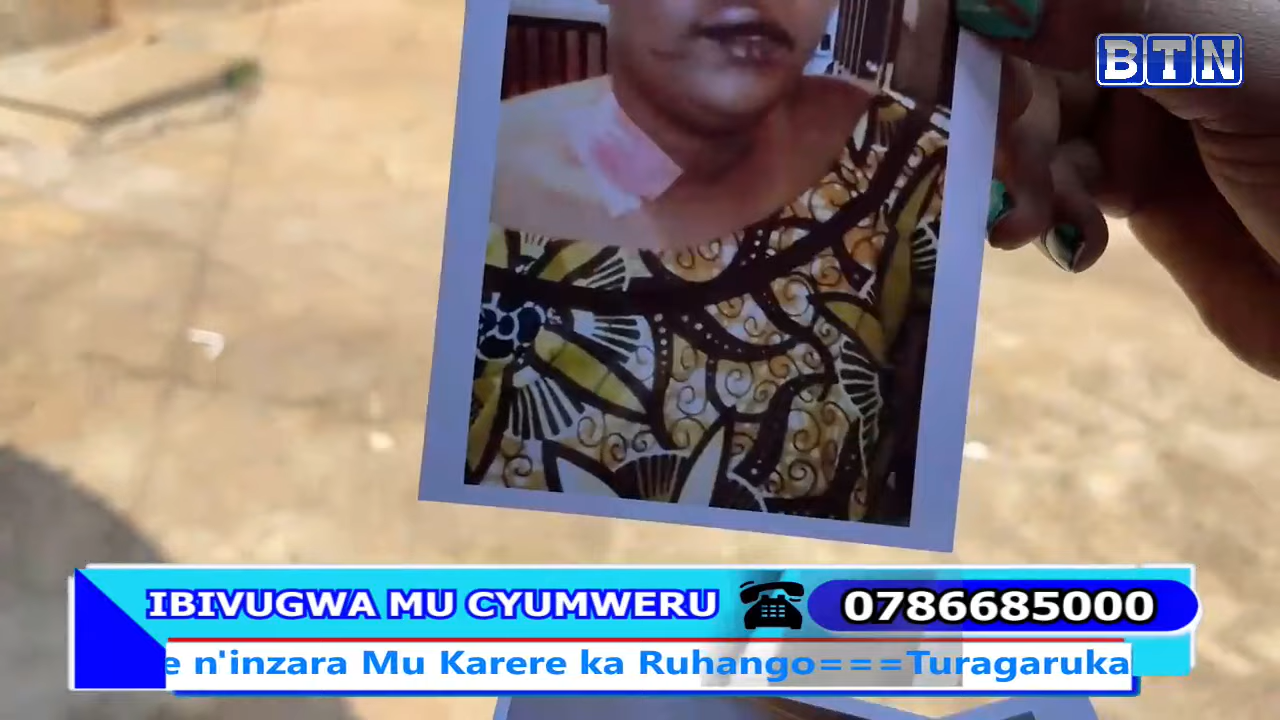 BTN
IBIVUGWA MU CYUMWERU
0786685000
e n'inzara Mu Karere ka Ruhango===Turagaruka